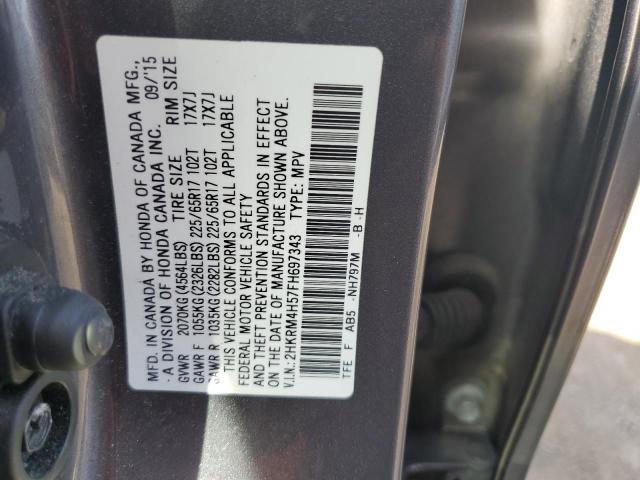 MFD. IN CANADA BY HONDA OF CANADA MFG.,
- A DIVISION OF HONDA CANADA INC. 09/'15
GVWR 2070KG(4564LBS) TIRE SIZE RIM SIZE
GAWR F 1055KG(2326LBS) 225/65R17 102T 17X7J
GAWR R 1035KG(2282LBS) 225/65R17 102T 17X7J
THIS VEHICLE CONFORMS TO ALL APPLICABLE
FEDERAL MOTOR VEHICLE SAFETY
AND THEFT PREVENTION STANDARDS IN EFFECT
ON THE DATE OF MANUFACTURE SHOWN ABOVE.
V.I.N.:2HKRM4H57FH697343 TYPE: MPV
TFE F AB5 -NH797M -B -H